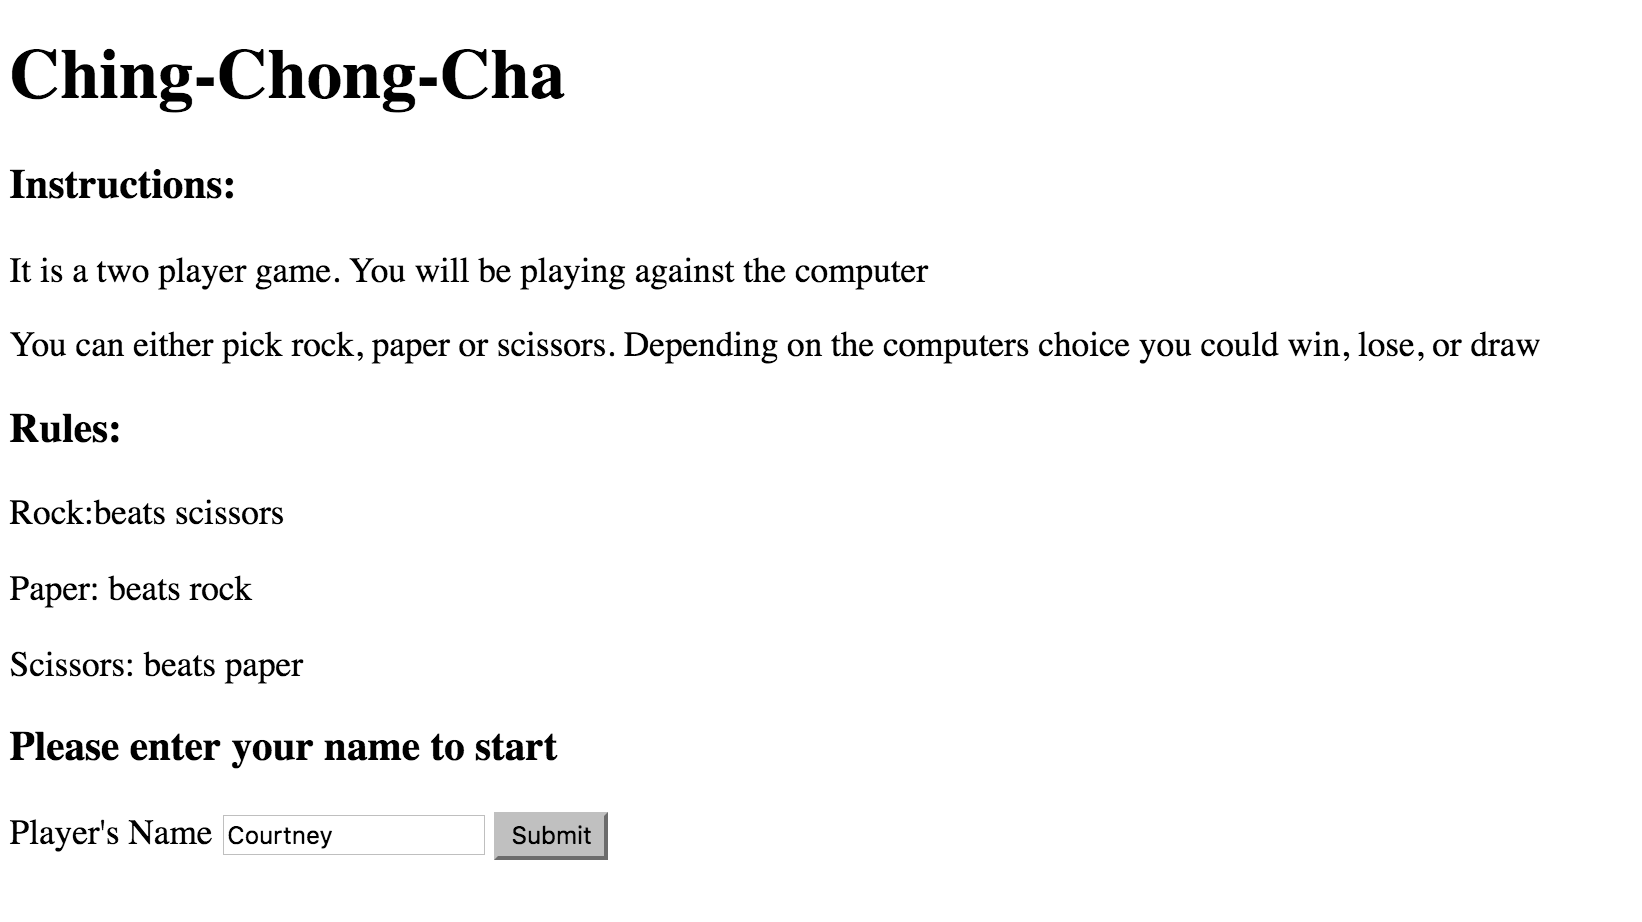 Ching-Chong-Cha
Instructions:
It is a two player game. You will be playing against the computer
You can either pick rock, paper or scissors. Depending on the computers choice you could win, lose, or draw
Rules:
Rock:beats scissors
Paper: beats rock
Scissors: beats paper
Please enter your name to start
Player's Name Courtney Submit